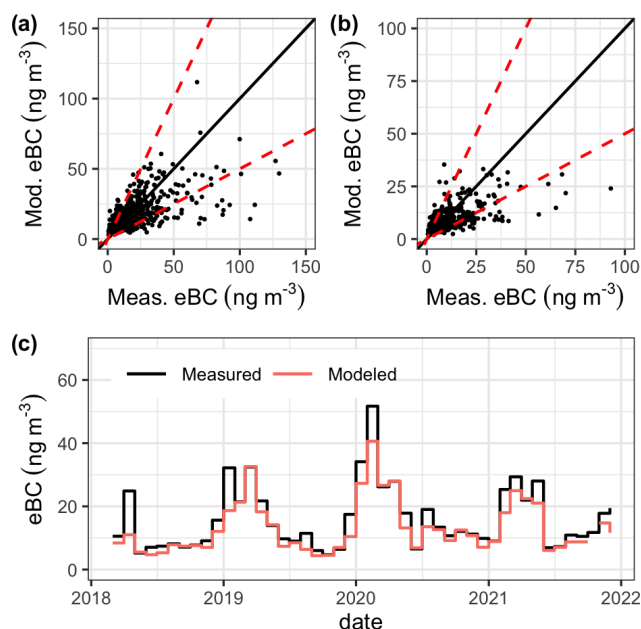 (a)
Mod. eBC (ng m⁻³)
150
100
50
0
0 50 100 150
Meas. eBC (ng m⁻³)
(b)
Mod. eBC (ng m⁻³)
100
75
50
25
0
0 25 50 75 100
Meas. eBC (ng m⁻³)
(c)
eBC (ng m⁻³)
60
40
20
0
Measured Modeled
2018 2019 2020 2021 2022
date